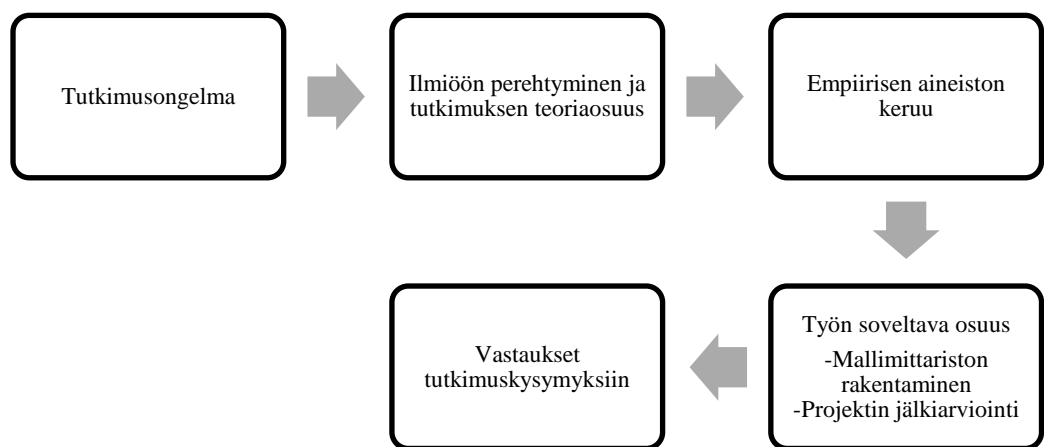 Tutkimusongelma
Ilmiöön perehtyminen ja
tutkimuksen teoriaosuus
Empiirisen aineiston
keruu
Työn soveltava osuus
-Mallimittariston
rakentaminen
-Projektin jälkiarviointi
Vastaukset
tutkimuskysymyksiin